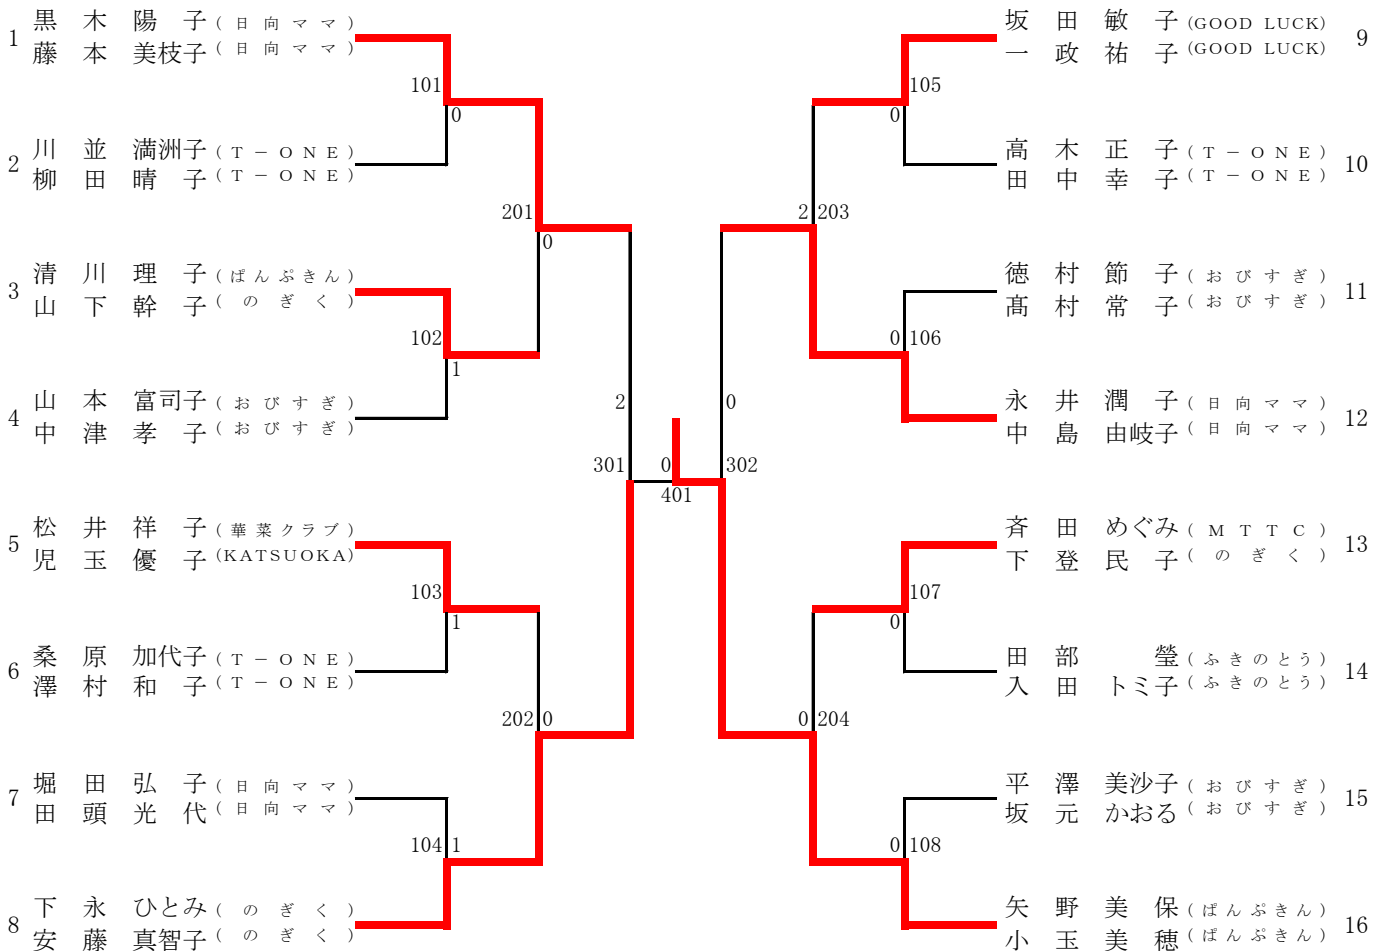 1 黒木 陽子 (日向ママ)
藤本 美枝子 (日向ママ)
101
0
2 川並 満洲子 (T－ONE)
柳田 晴子 (T－ONE)
201
0
3 清川 理子 (ぱんぷきん)
山下 幹子 (のぎく)
102
1
4 山本 富司子 (おびすぎ)
中津 孝子 (おびすぎ)
2
301
5 松井 祥子 (華菜クラブ)
児玉 優子 (KATSUOKA)
103
1
6 桑原 加代子 (T－ONE)
澤村 和子 (T－ONE)
202 0
7 堀田 弘子 (日向ママ)
田頭 光代 (日向ママ)
104 1
8 下永 ひとみ (のぎく)
安藤 真智子 (のぎく)
0
401
坂田 敏子 (GOOD LUCK) 9
一政 祐子 (GOOD LUCK)
105
0
高木 正子 (T－ONE) 10
田中 幸子 (T－ONE)
2 203
徳村 節子 (おびすぎ) 11
髙村 常子 (おびすぎ)
0 106
永井 潤子 (日向ママ) 12
中島 由岐子 (日向ママ)
0
302
斉田 めぐみ (MTTC) 13
下登 民子 (のぎく)
107
0
田部 瑩 (ふきのとう) 14
入田 トミ子 (ふきのとう)
0 204
平澤 美沙子 (おびすぎ) 15
坂元 かおる (おびすぎ)
0 108
矢野 美保 (ぱんぷきん) 16
小玉 美穂 (ぱんぷきん)